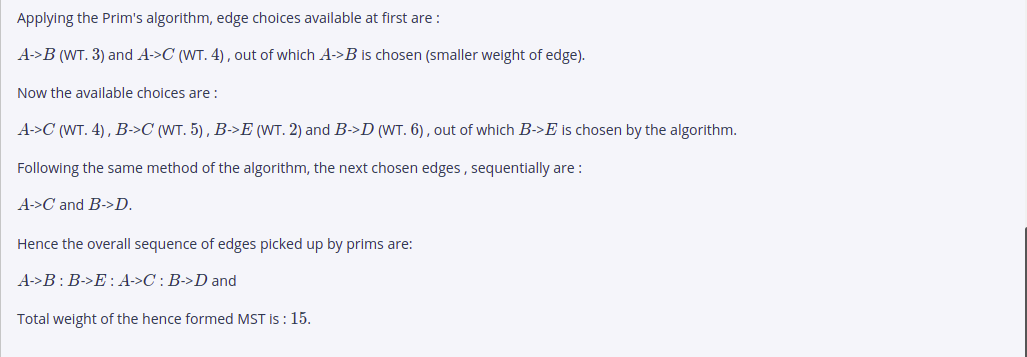 Applying the Prim's algorithm, edge choices available at first are :
A->B (WT. 3) and A->C (WT. 4) , out of which A->B is chosen (smaller weight of edge).
Now the available choices are :
A->C (WT. 4) , B->C (WT. 5) , B->E (WT. 2) and B->D (WT. 6) , out of which B->E is chosen by the algorithm.
Following the same method of the algorithm, the next chosen edges , sequentially are :
A->C and B->D.
Hence the overall sequence of edges picked up by prims are:
A->B : B->E : A->C : B->D and
Total weight of the hence formed MST is : 15.